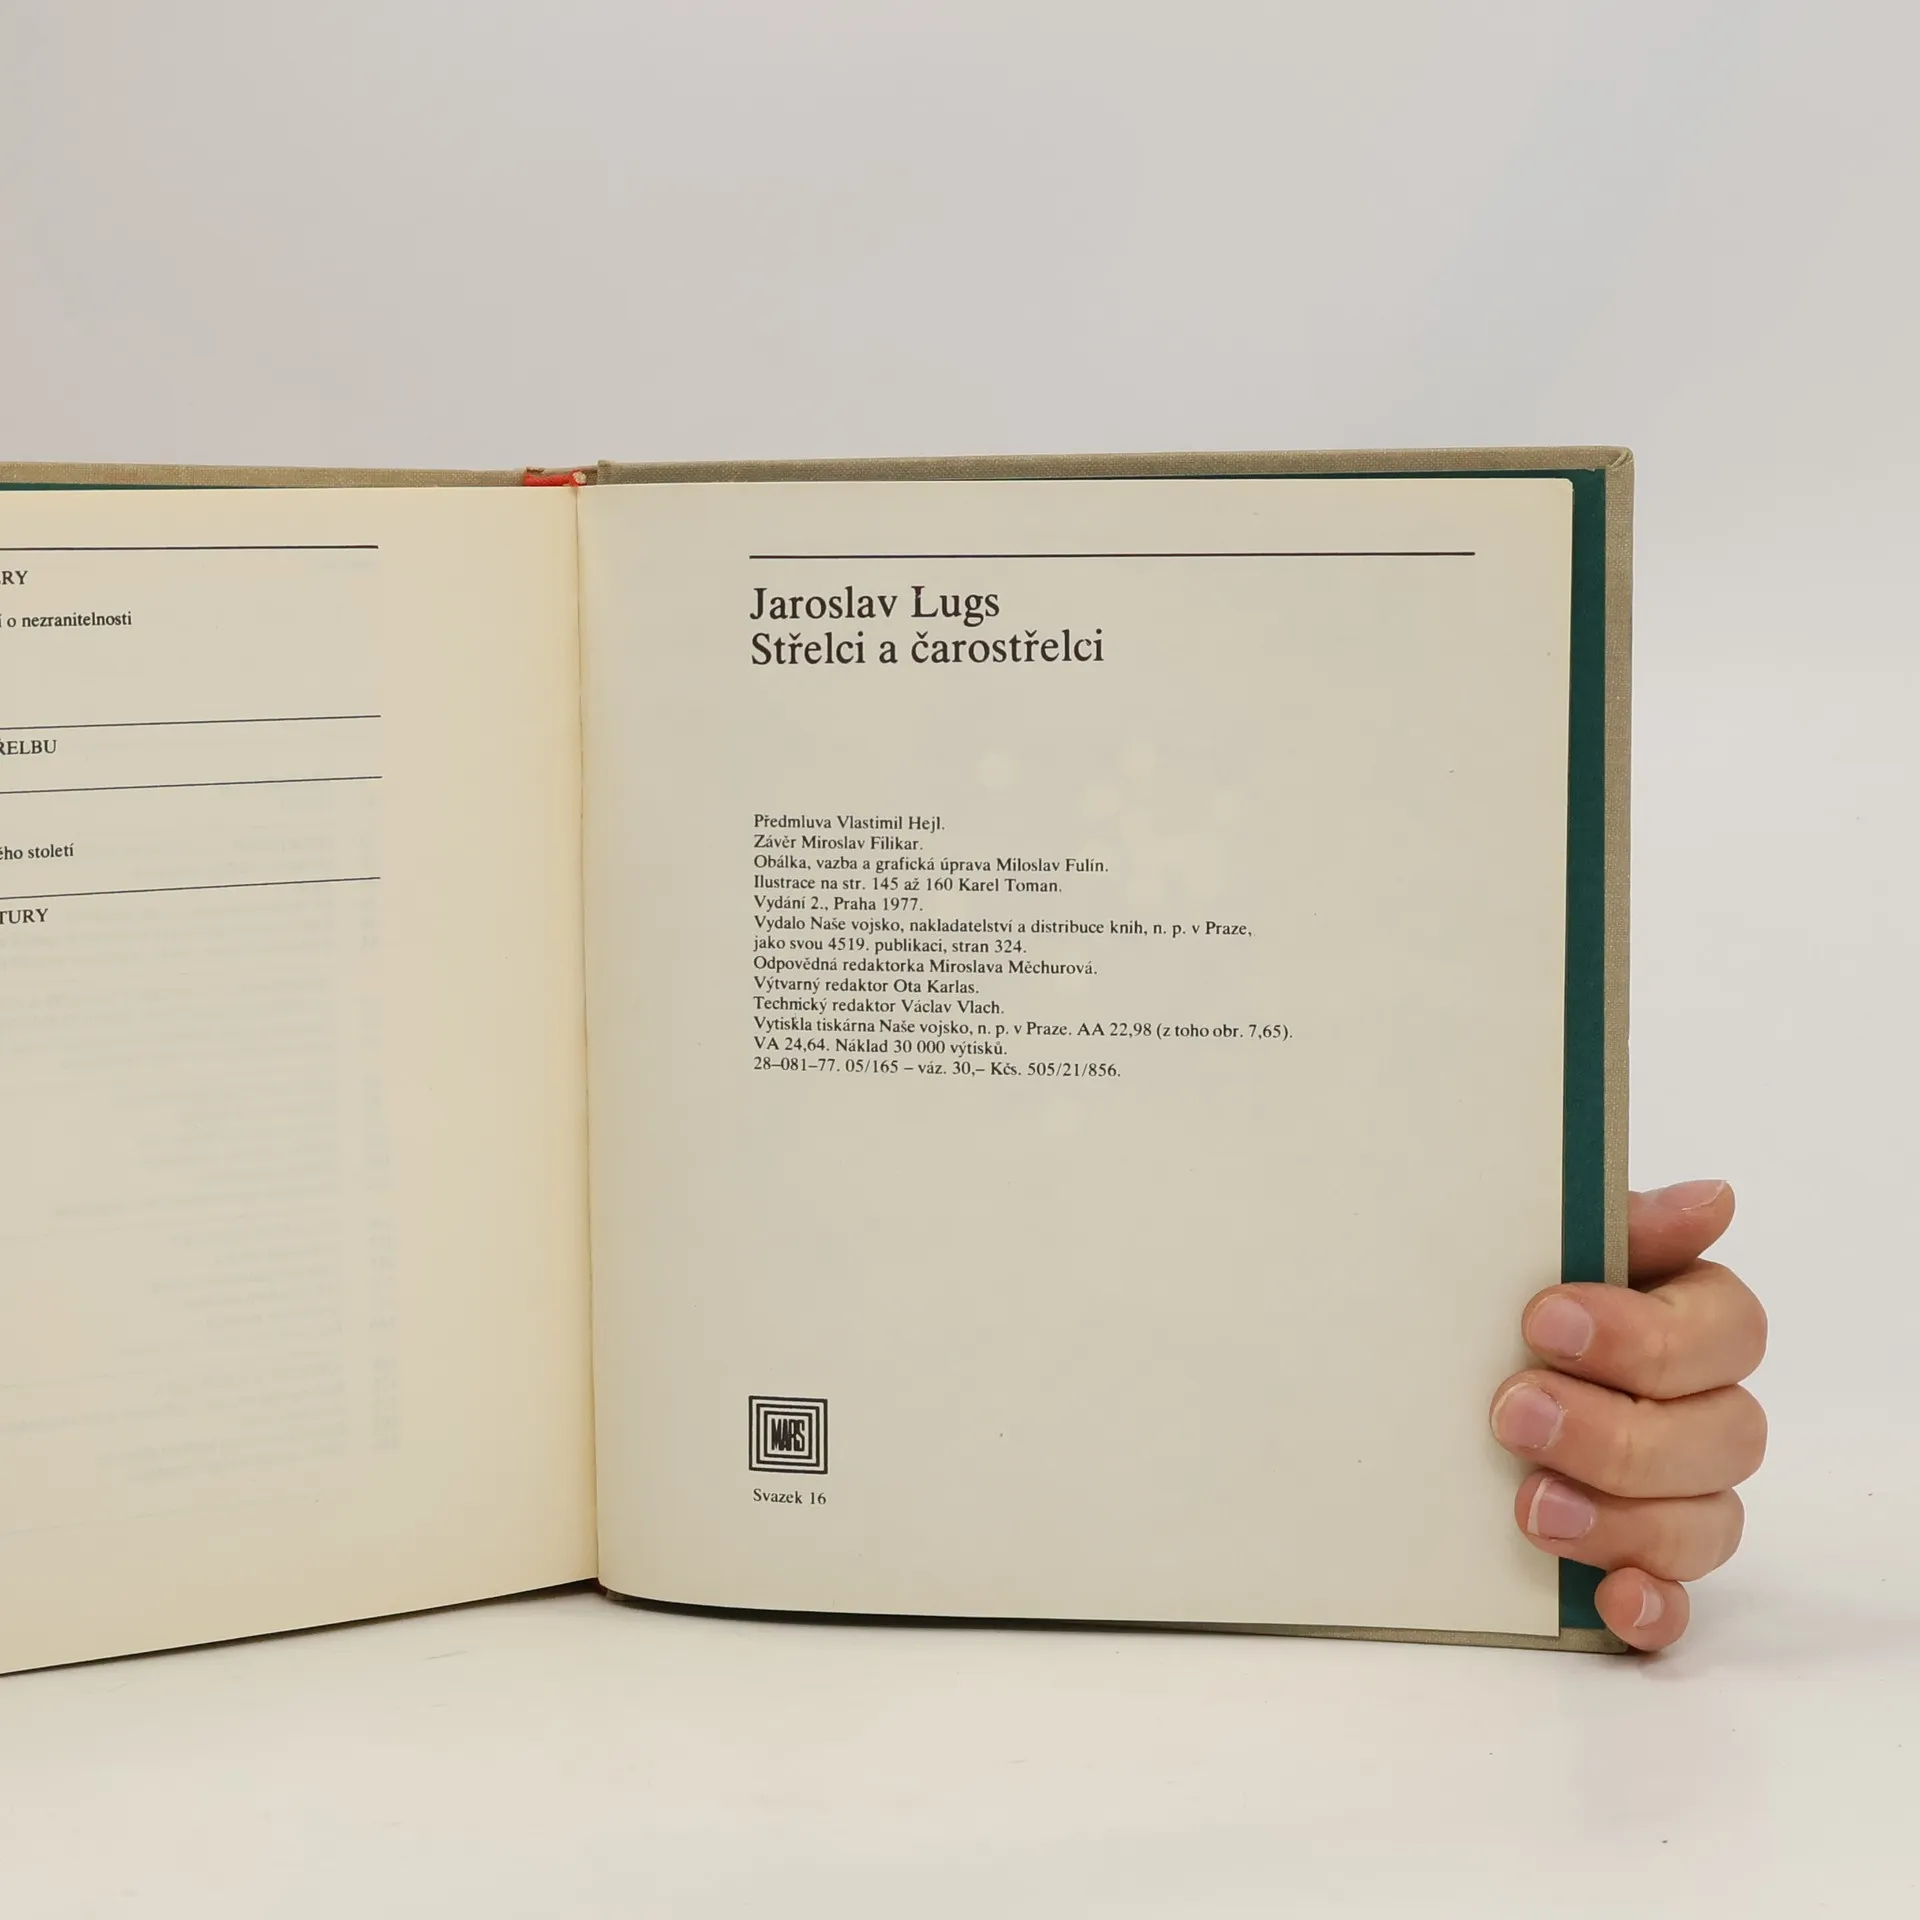 RY
í o nezranitelnosti
ŘELBU
ého století
TURY
Jaroslav Lugs
Střelci a čarostřelci
Předmluva Vlastimil Hejl.
Závěr Miroslav Filikar.
Obálka, vazba a grafická úprava Miloslav Fulín.
Ilustrace na str. 145 až 160 Karel Toman.
Vydání 2., Praha 1977.
Vydalo Naše vojsko, nakladatelství a distribuce knih, n. p. v Praze,
jako svou 4519. publikaci, stran 324.
Odpovědná redaktorka Miroslava Měchurová.
Výtvarný redaktor Ota Karlas.
Technický redaktor Václav Vlach.
Vytiskla tiskárna Naše vojsko, n. p. v Praze. AA 22,98 (z toho obr. 7,65).
VA 24,64. Náklad 30 000 výtisků.
28–081–77. 05/165 – váz. 30,– Kčs. 505/21/856.
MARS
Svazek 16